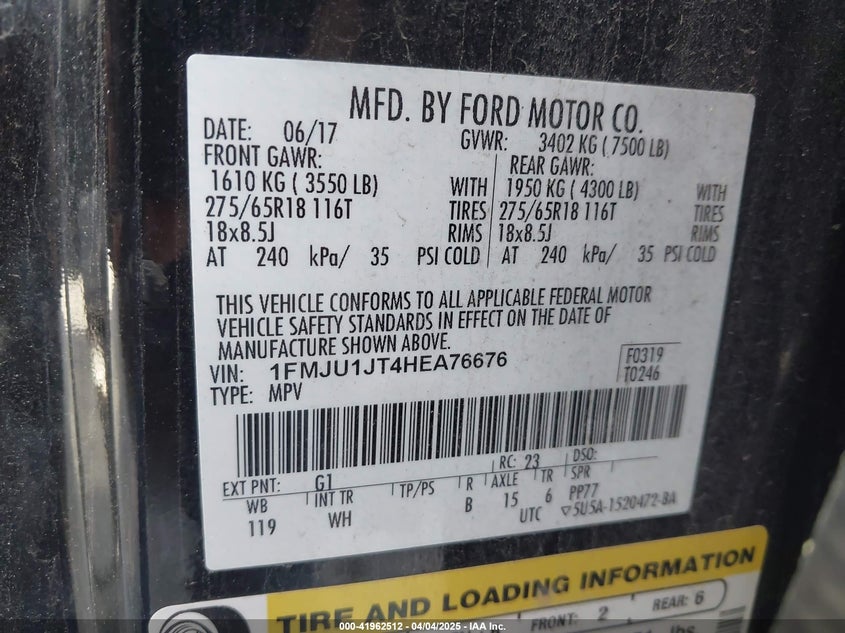 MFD. BY FORD MOTOR CO.
DATE: 06/17 GVWR: 3402 KG ( 7500 LB)
FRONT GAWR: REAR GAWR:
1610 KG ( 3550 LB) WITH 1950 KG ( 4300 LB) WITH
275/65R18 116T TIRES 275/65R18 116T TIRES
18x8.5J RIMS 18x8.5J RIMS
AT 240 kPa/ 35 PSI COLD AT 240 kPa/ 35 PSI COLD
THIS VEHICLE CONFORMS TO ALL APPLICABLE FEDERAL MOTOR
VEHICLE SAFETY STANDARDS IN EFFECT ON THE DATE OF
MANUFACTURE SHOWN ABOVE.
VIN: 1FMJU1JT4HEA76676 F0319
TYPE: MPV T0246
EXT PNT: G1 RC: 23 DSO:
WB INT TR TP/PS R AXLE TR SPR
119 WH B 15 6 PP77
UTC 5U5A-1520472-BA
TIRE AND LOADING INFORMATION
FRONT: 2 REAR: 6
lbs
000-41962512 - 04/04/2025 - IAA Inc.